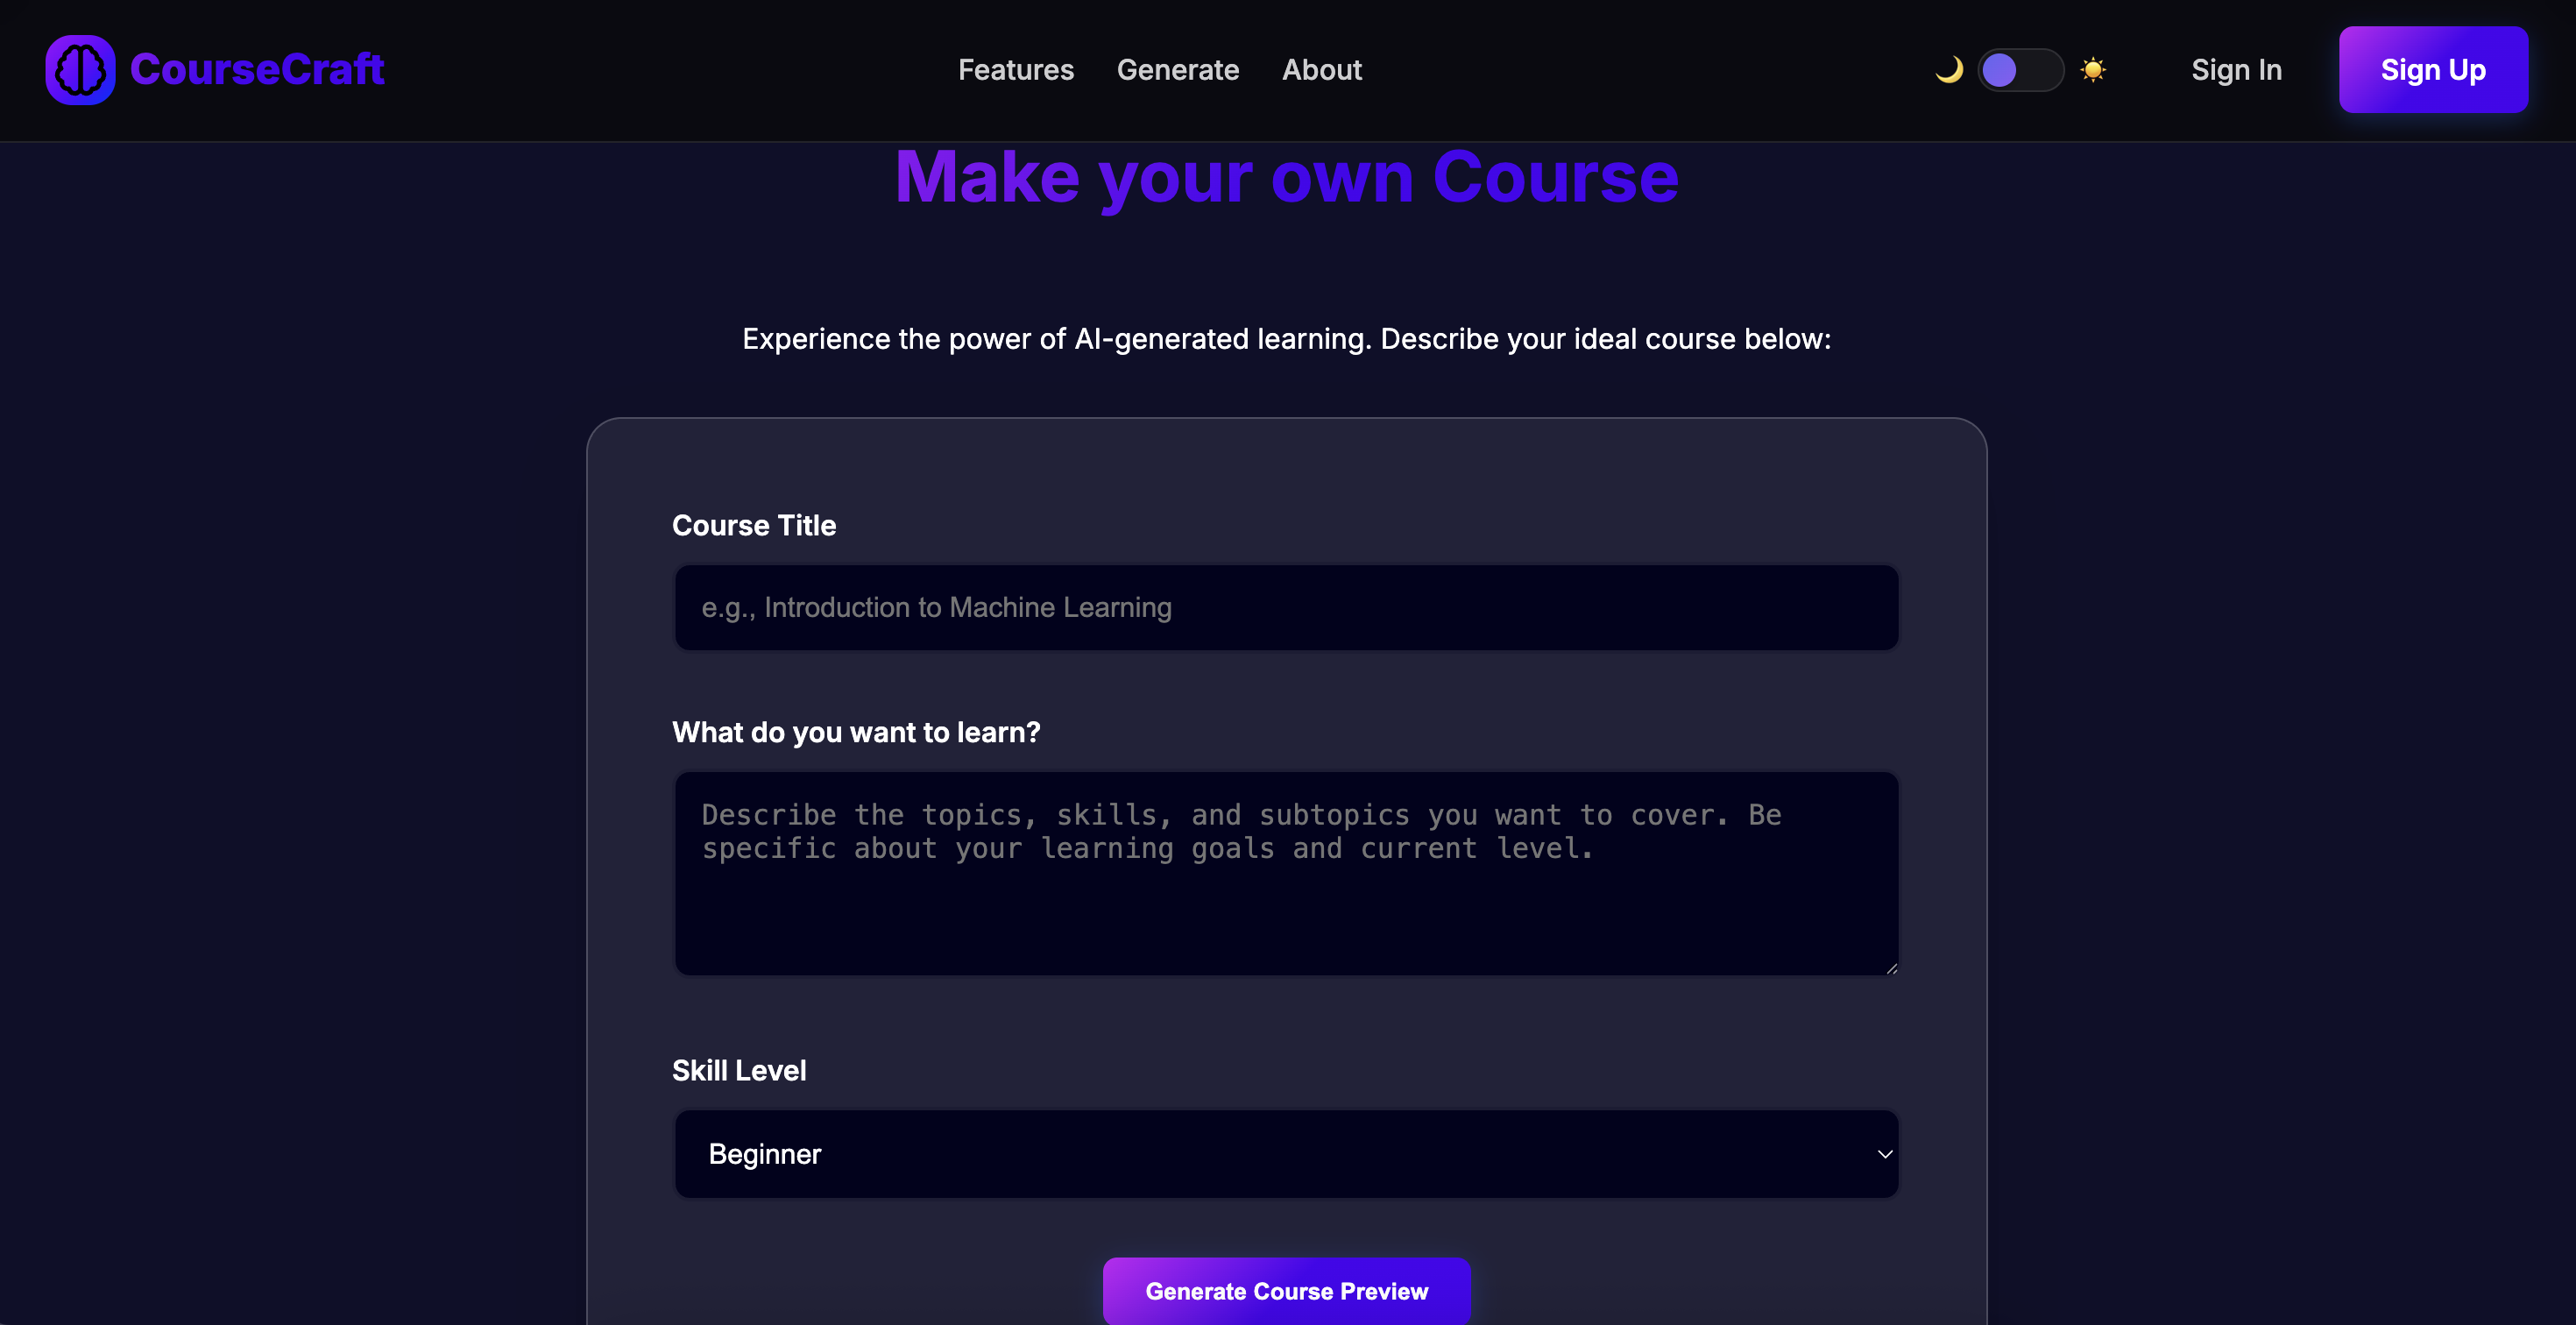 CourseCraft
Features
Generate
About
Sign In
Sign Up
Make your own Course
Experience the power of AI-generated learning. Describe your ideal course below:
Course Title
e.g., Introduction to Machine Learning
What do you want to learn?
Describe the topics, skills, and subtopics you want to cover. Be
specific about your learning goals and current level.
Skill Level
Beginner
Generate Course Preview